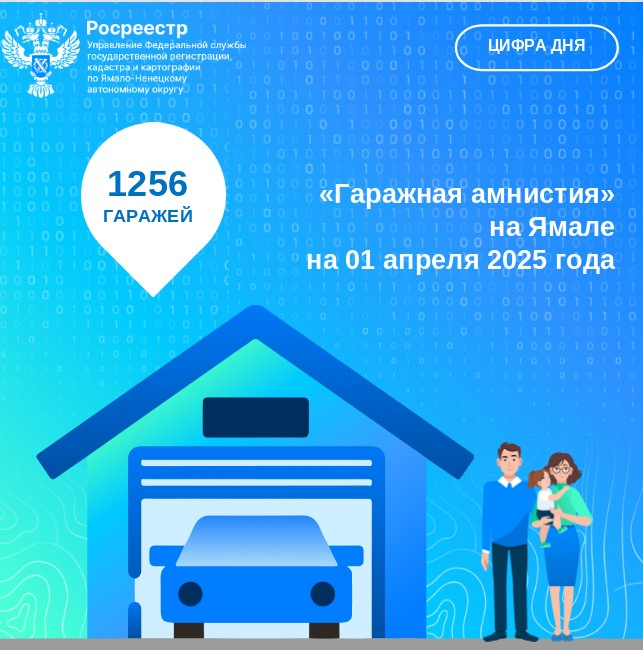 Росреестр
Управление Федеральной службы
государственной регистрации,
кадастра и картографии
по Ямало-Ненецкому
автономному округу
ЦИФРА ДНЯ
1256
ГАРАЖЕЙ
«Гаражная амнистия»
на Ямале
на 01 апреля 2025 года